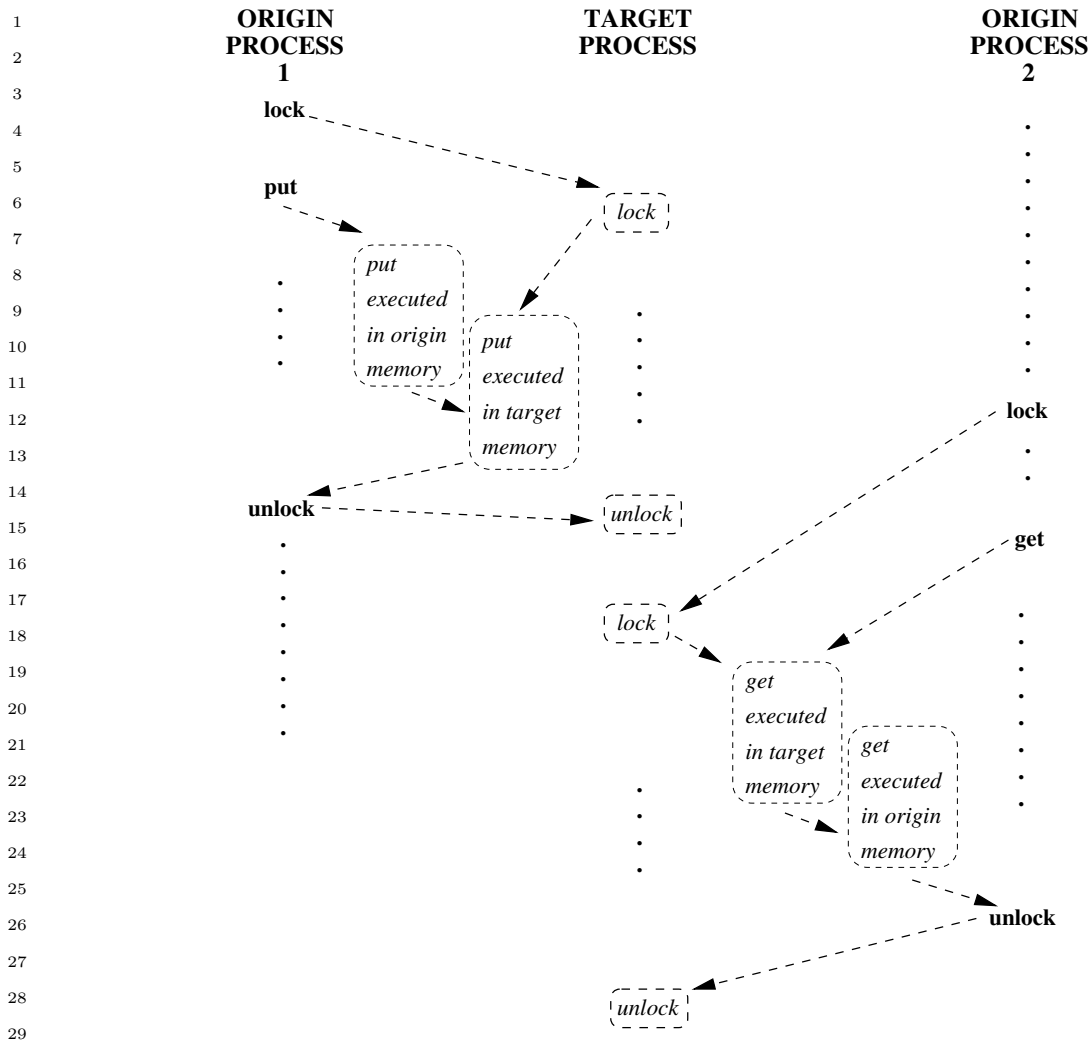 1 ORIGIN TARGET ORIGIN
2 PROCESS PROCESS PROCESS
1 2
3
lock
4
5
put
6 lock
7
put
8
executed
9
in origin put
10
memory executed
11
in target lock
12
memory
13
14
unlock unlock
15
get
16
17
lock
18
19
get
20
executed
21
in target get
22
memory executed
23
in origin
24
memory
25
unlock
26
27
28
unlock
29